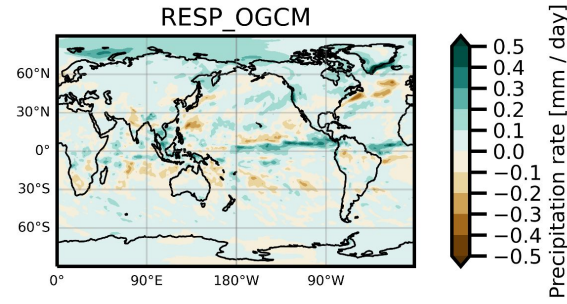 RESP_OGCM
60°N
30°N
0°
30°S
60°S
0°
90°E
180°W
90°W
0.5
0.4
0.3
0.2
0.1
0.0
−0.1
−0.2
−0.3
−0.4
−0.5
Precipitation rate [mm / day]